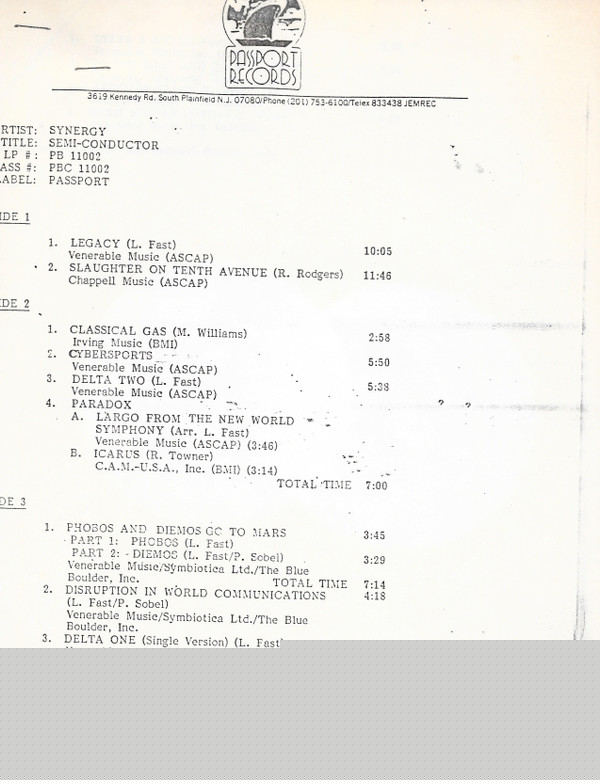 PASSPORT
RECORDS
3619 Kennedy Rd. South Plainfield N.J. 07080/Phone (201) 753-6100/Telex 833438 JEMREC
RTIST: SYNERGY
TITLE: SEMI-CONDUCTOR
LP #: PB 11002
ASS #: PBC 11002
ABEL: PASSPORT
IDE 1
1. LEGACY (L. Fast) 10:05
Venerable Music (ASCAP)
2. SLAUGHTER ON TENTH AVENUE (R. Rodgers) 11:46
Chappell Music (ASCAP)
IDE 2
1. CLASSICAL GAS (M. Williams) 2:58
Irving Music (BMI)
2. CYBERSPORTS 5:50
Venerable Music (ASCAP)
3. DELTA TWO (L. Fast) 5:38
Venerable Music (ASCAP)
4. PARADOX
A. LARGO FROM THE NEW WORLD
SYMPHONY (Arr. L. Fast)
Venerable Music (ASCAP) (3:46)
B. ICARUS (R. Towner)
C.A.M.-U.S.A., Inc. (BMI) (3:14)
TOTAL TIME 7:00
DE 3
1. PHOBOS AND DIEMOS GO TO MARS 3:45
PART 1: PHOBOS (L. Fast)
PART 2: DIEMOS (L. Fast/P. Sobel) 3:29
Venerable Music/Symbiotica Ltd./The Blue
Boulder, Inc. TOTAL TIME 7:14
2. DISRUPTION IN WORLD COMMUNICATIONS 4:18
(L. Fast/P. Sobel)
Venerable Music/Symbiotica Ltd./The Blue
Boulder, Inc.
3. DELTA ONE (Single Version) (L. Fast